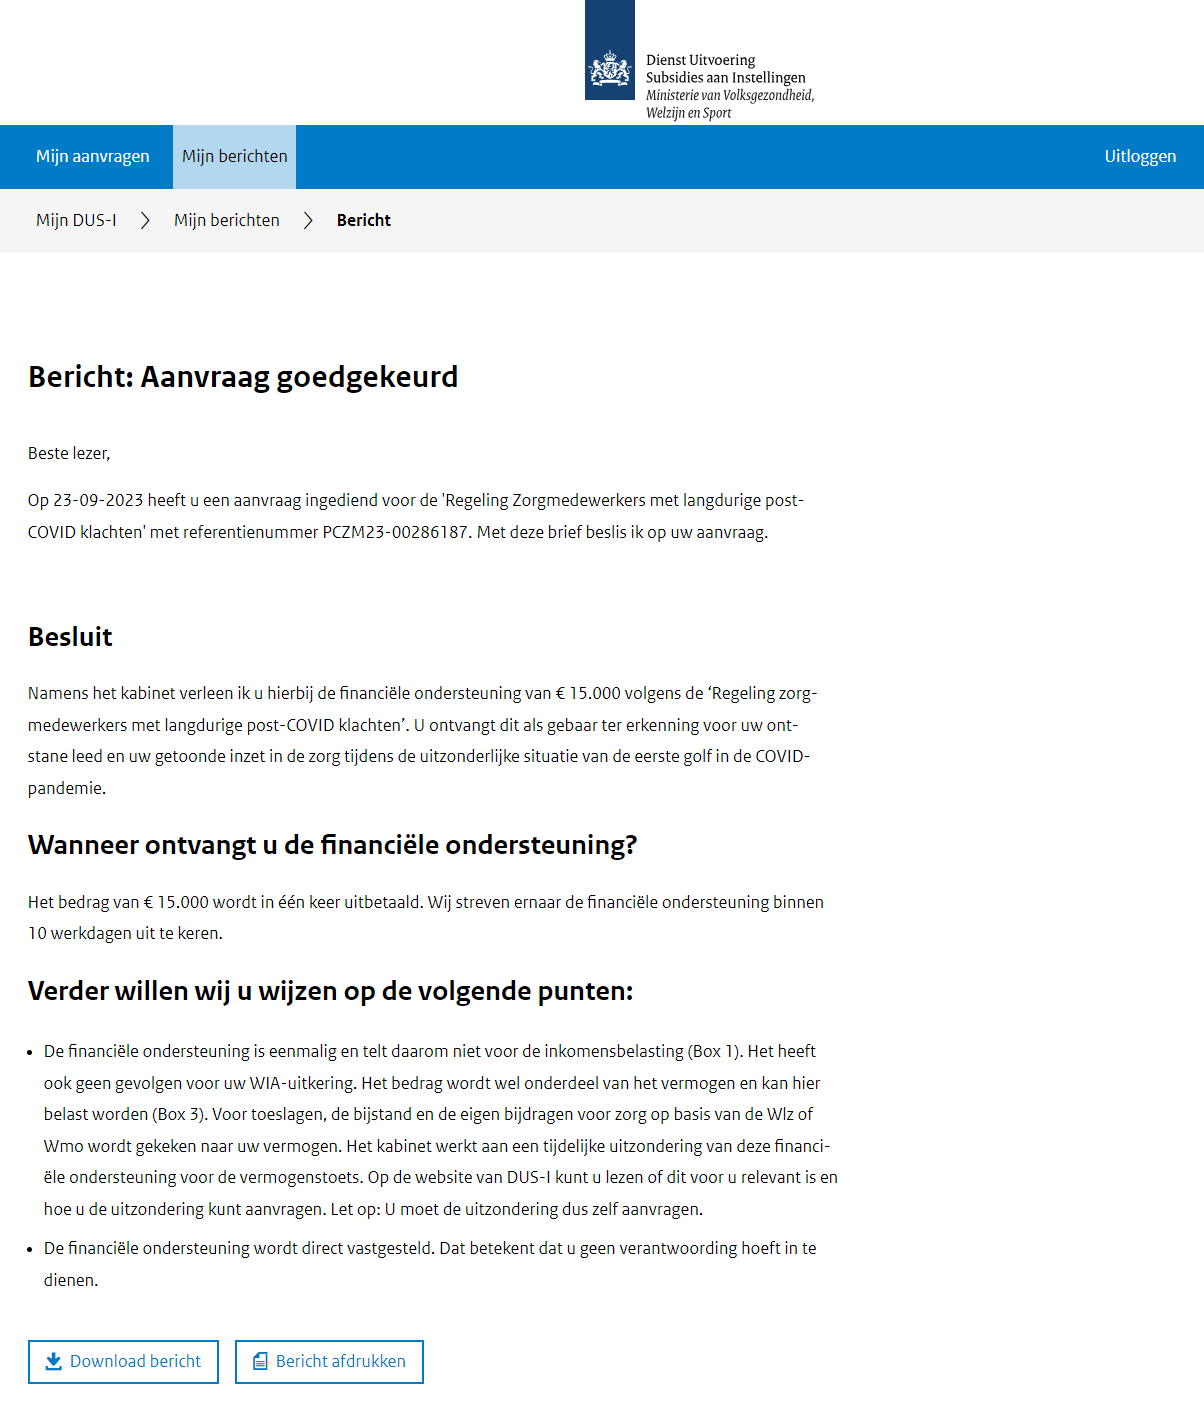 Dienst Uitvoering
Subsidies aan Instellingen
Ministerie van Volksgezondheid,
Welzijn en Sport
Mijn aanvragen
Mijn berichten
Uitloggen
Mijn DUS-I
Mijn berichten
Bericht
Bericht: Aanvraag goedgekeurd
Beste lezer,
Op 23-09-2023 heeft u een aanvraag ingediend voor de 'Regeling Zorgmedewerkers met langdurige post-
COVID klachten' met referentienummer PCZM23-00286187. Met deze brief beslis ik op uw aanvraag.
Besluit
Namens het kabinet verleen ik u hierbij de financiële ondersteuning van € 15.000 volgens de ‘Regeling zorg-
medewerkers met langdurige post-COVID klachten’. U ontvangt dit als gebaar ter erkenning voor uw ont-
stane leed en uw getoonde inzet in de zorg tijdens de uitzonderlijke situatie van de eerste golf in de COVID-
pandemie.
Wanneer ontvangt u de financiële ondersteuning?
Het bedrag van € 15.000 wordt in één keer uitbetaald. Wij streven ernaar de financiële ondersteuning binnen
10 werkdagen uit te keren.
Verder willen wij u wijzen op de volgende punten:
• De financiële ondersteuning is eenmalig en telt daarom niet voor de inkomensbelasting (Box 1). Het heeft
ook geen gevolgen voor uw WIA-uitkering. Het bedrag wordt wel onderdeel van het vermogen en kan hier
belast worden (Box 3). Voor toeslagen, de bijstand en de eigen bijdragen voor zorg op basis van de Wlz of
Wmo wordt gekeken naar uw vermogen. Het kabinet werkt aan een tijdelijke uitzondering van deze financi-
ële ondersteuning voor de vermogenstoets. Op de website van DUS-I kunt u lezen of dit voor u relevant is en
hoe u de uitzondering kunt aanvragen. Let op: U moet de uitzondering dus zelf aanvragen.
• De financiële ondersteuning wordt direct vastgesteld. Dat betekent dat u geen verantwoording hoeft in te
dienen.
Download bericht
Bericht afdrukken